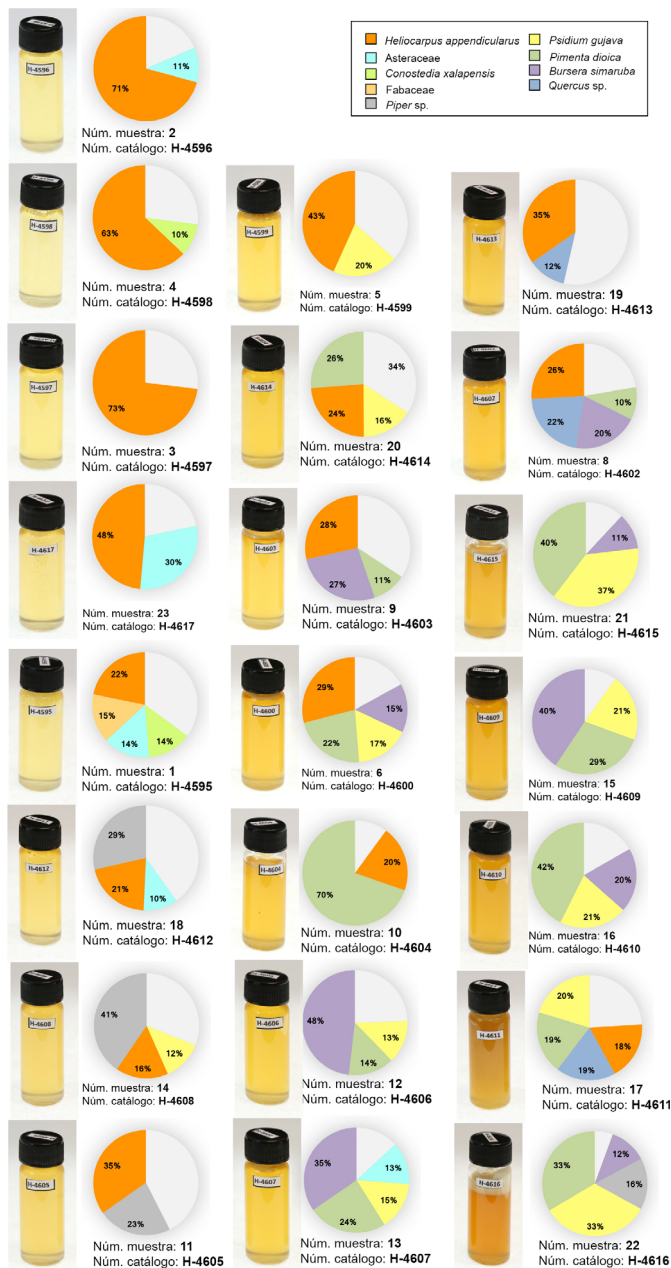 Heliocarpus appendicularus
Asteraceae
Conostedia xalapensis
Fabaceae
Piper sp.
Psidium gujava
Pimenta dioica
Bursera simaruba
Quercus sp.
H-4596
11%
71%
Núm. muestra: 2
Núm. catálogo: H-4596
H-4598
63%
10%
Núm. muestra: 4
Núm. catálogo: H-4598
H-4599
43%
20%
Núm. muestra: 5
Núm. catálogo: H-4599
H-4613
35%
12%
Núm. muestra: 19
Núm. catálogo: H-4613
H-4597
73%
Núm. muestra: 3
Núm. catálogo: H-4597
H-4614
26%
34%
24%
16%
Núm. muestra: 20
Núm. catálogo: H-4614
H-4602
26%
10%
22%
20%
Núm. muestra: 8
Núm. catálogo: H-4602
H-4617
48%
30%
Núm. muestra: 23
Núm. catálogo: H-4617
H-4603
28%
27%
11%
Núm. muestra: 9
Núm. catálogo: H-4603
H-4615
40%
11%
37%
Núm. muestra: 21
Núm. catálogo: H-4615
H-4595
22%
15%
14%
14%
Núm. muestra: 1
Núm. catálogo: H-4595
H-4600
29%
15%
22%
17%
Núm. muestra: 6
Núm. catálogo: H-4600
H-4609
40%
21%
29%
Núm. muestra: 15
Núm. catálogo: H-4609
H-4612
29%
21%
10%
Núm. muestra: 18
Núm. catálogo: H-4612
H-4604
20%
70%
Núm. muestra: 10
Núm. catálogo: H-4604
H-4610
42%
20%
21%
Núm. muestra: 16
Núm. catálogo: H-4610
H-4608
41%
16%
12%
Núm. muestra: 14
Núm. catálogo: H-4608
H-4606
48%
13%
14%
Núm. muestra: 12
Núm. catálogo: H-4606
H-4611
20%
19%
18%
19%
Núm. muestra: 17
Núm. catálogo: H-4611
H-4605
35%
23%
Núm. muestra: 11
Núm. catálogo: H-4605
H-4607
35%
13%
15%
24%
Núm. muestra: 13
Núm. catálogo: H-4607
H-4616
33%
12%
16%
33%
Núm. muestra: 22
Núm. catálogo: H-4616